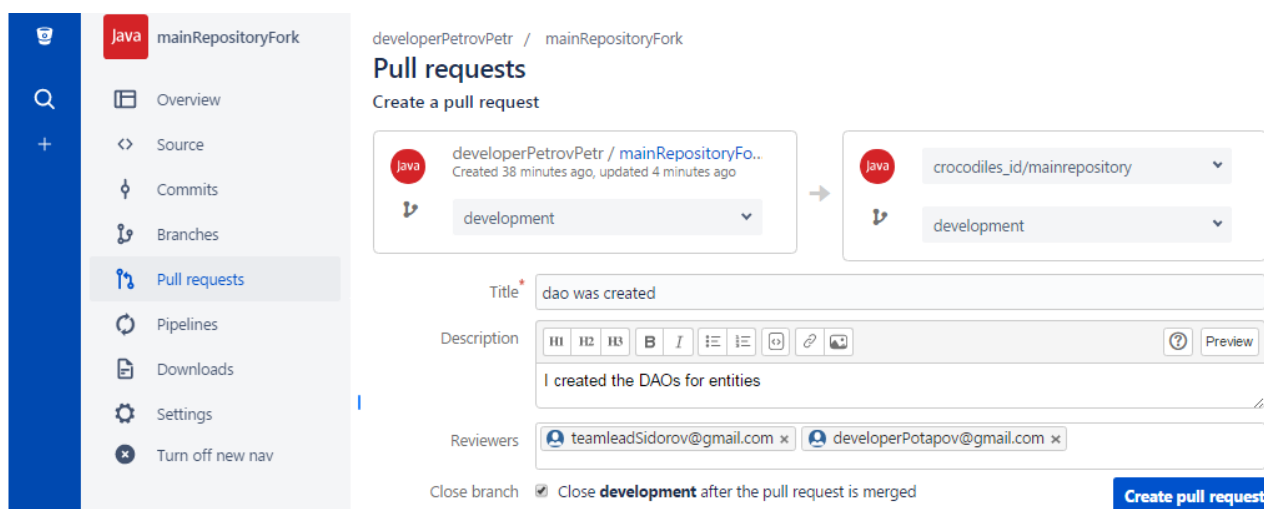 Java mainRepositoryFork
Overview
Source
Commits
Branches
Pull requests
Pipelines
Downloads
Settings
Turn off new nav
developerPetrovPetr / mainRepositoryFork
Pull requests
Create a pull request
Java developerPetrovPetr / mainRepositoryFo..
Created 38 minutes ago, updated 4 minutes ago
development
Java crocodiles_id/mainrepository
development
Title* dao was created
Description H1 H2 H3 B I Preview
I created the DAOs for entities
Reviewers teamleadSidorov@gmail.com × developerPotapov@gmail.com ×
Close branch Close development after the pull request is merged
Create pull request